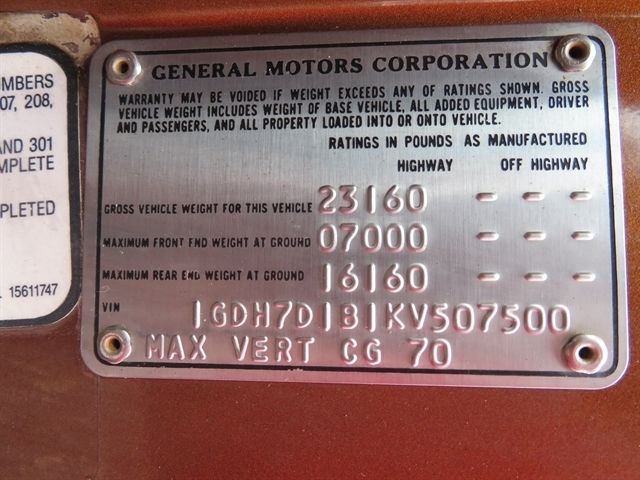 MBERS
07, 208,
AND 301
MPLETE
PLETED
15611747
GENERAL MOTORS CORPORATION
WARRANTY MAY BE VOIDED IF WEIGHT EXCEEDS ANY OF RATINGS SHOWN. GROSS
VEHICLE WEIGHT INCLUDES WEIGHT OF BASE VEHICLE, ALL ADDED EQUIPMENT, DRIVER
AND PASSENGERS, AND ALL PROPERTY LOADED INTO OR ONTO VEHICLE.
RATINGS IN POUNDS AS MANUFACTURED
HIGHWAY OFF HIGHWAY
GROSS VEHICLE WEIGHT FOR THIS VEHICLE 23160 - - -
MAXIMUM FRONT END WEIGHT AT GROUND 07000 - - -
MAXIMUM REAR END WEIGHT AT GROUND 16160 - - -
VIN 1GDH7D1B1KV507500
MAX VERT CG 70